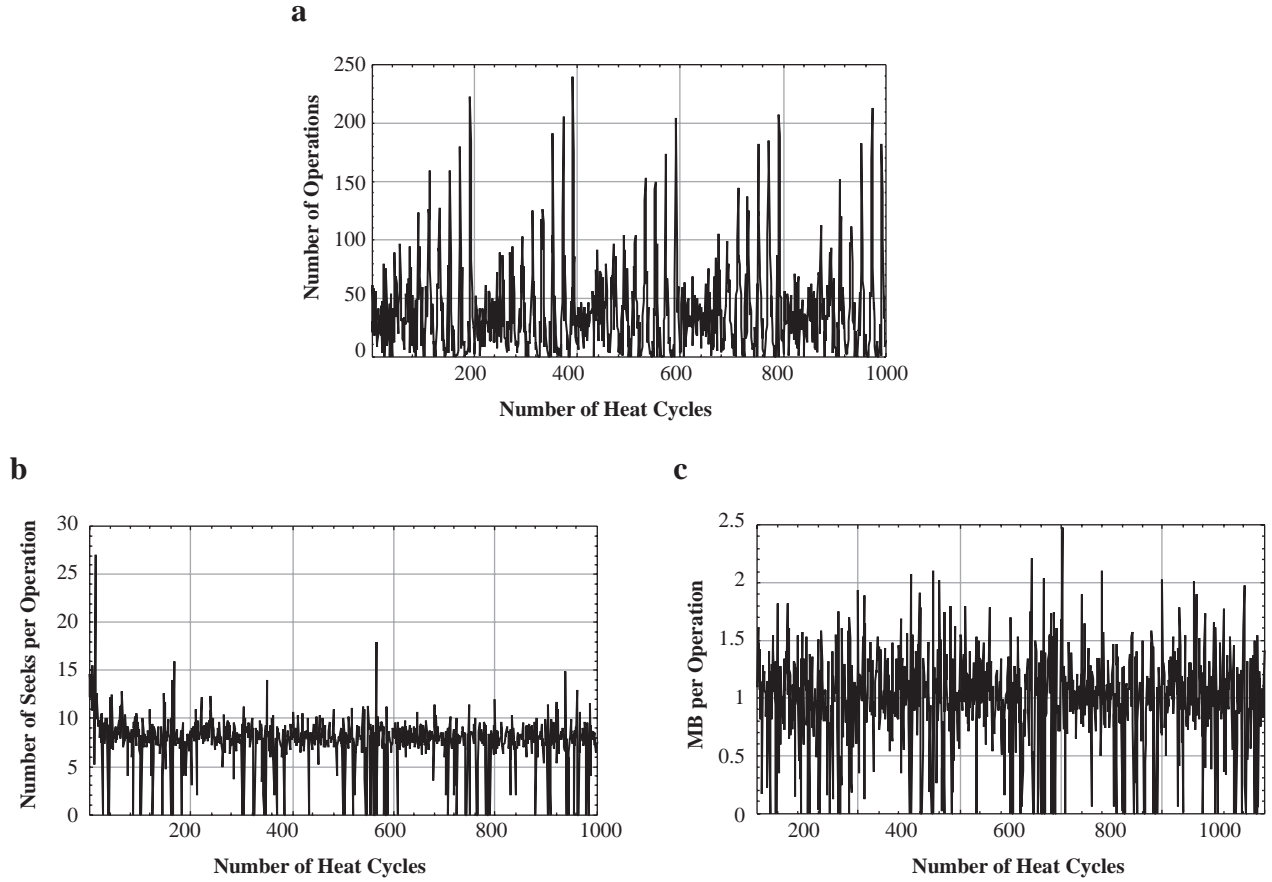 a
250
200
150
100
50
0
Number of Operations
200 400 600 800 1000
Number of Heat Cycles
b
30
25
20
15
10
5
0
Number of Seeks per Operation
200 400 600 800 1000
Number of Heat Cycles
c
2.5
2
1.5
1
0.5
0
MB per Operation
200 400 600 800 1000
Number of Heat Cycles